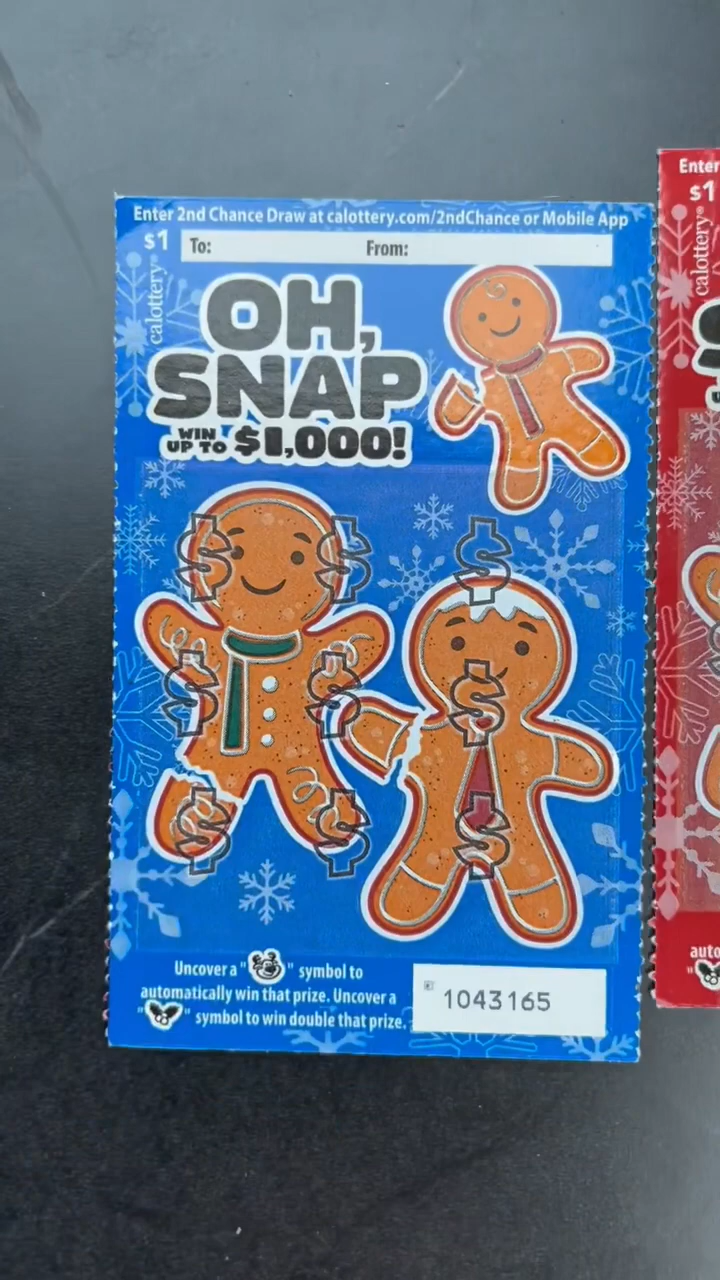 Enter 2nd Chance Draw at calottery.com/2ndChance or Mobile App
$1 To: From:
calottery®
OH,
SNAP
WIN
UP TO $1,000!
$ $ $
$ $ $
$ $ $
Uncover a " " symbol to
automatically win that prize. Uncover a
" " symbol to win double that prize.
1043165
Enter
$1
calottery®
auto
"